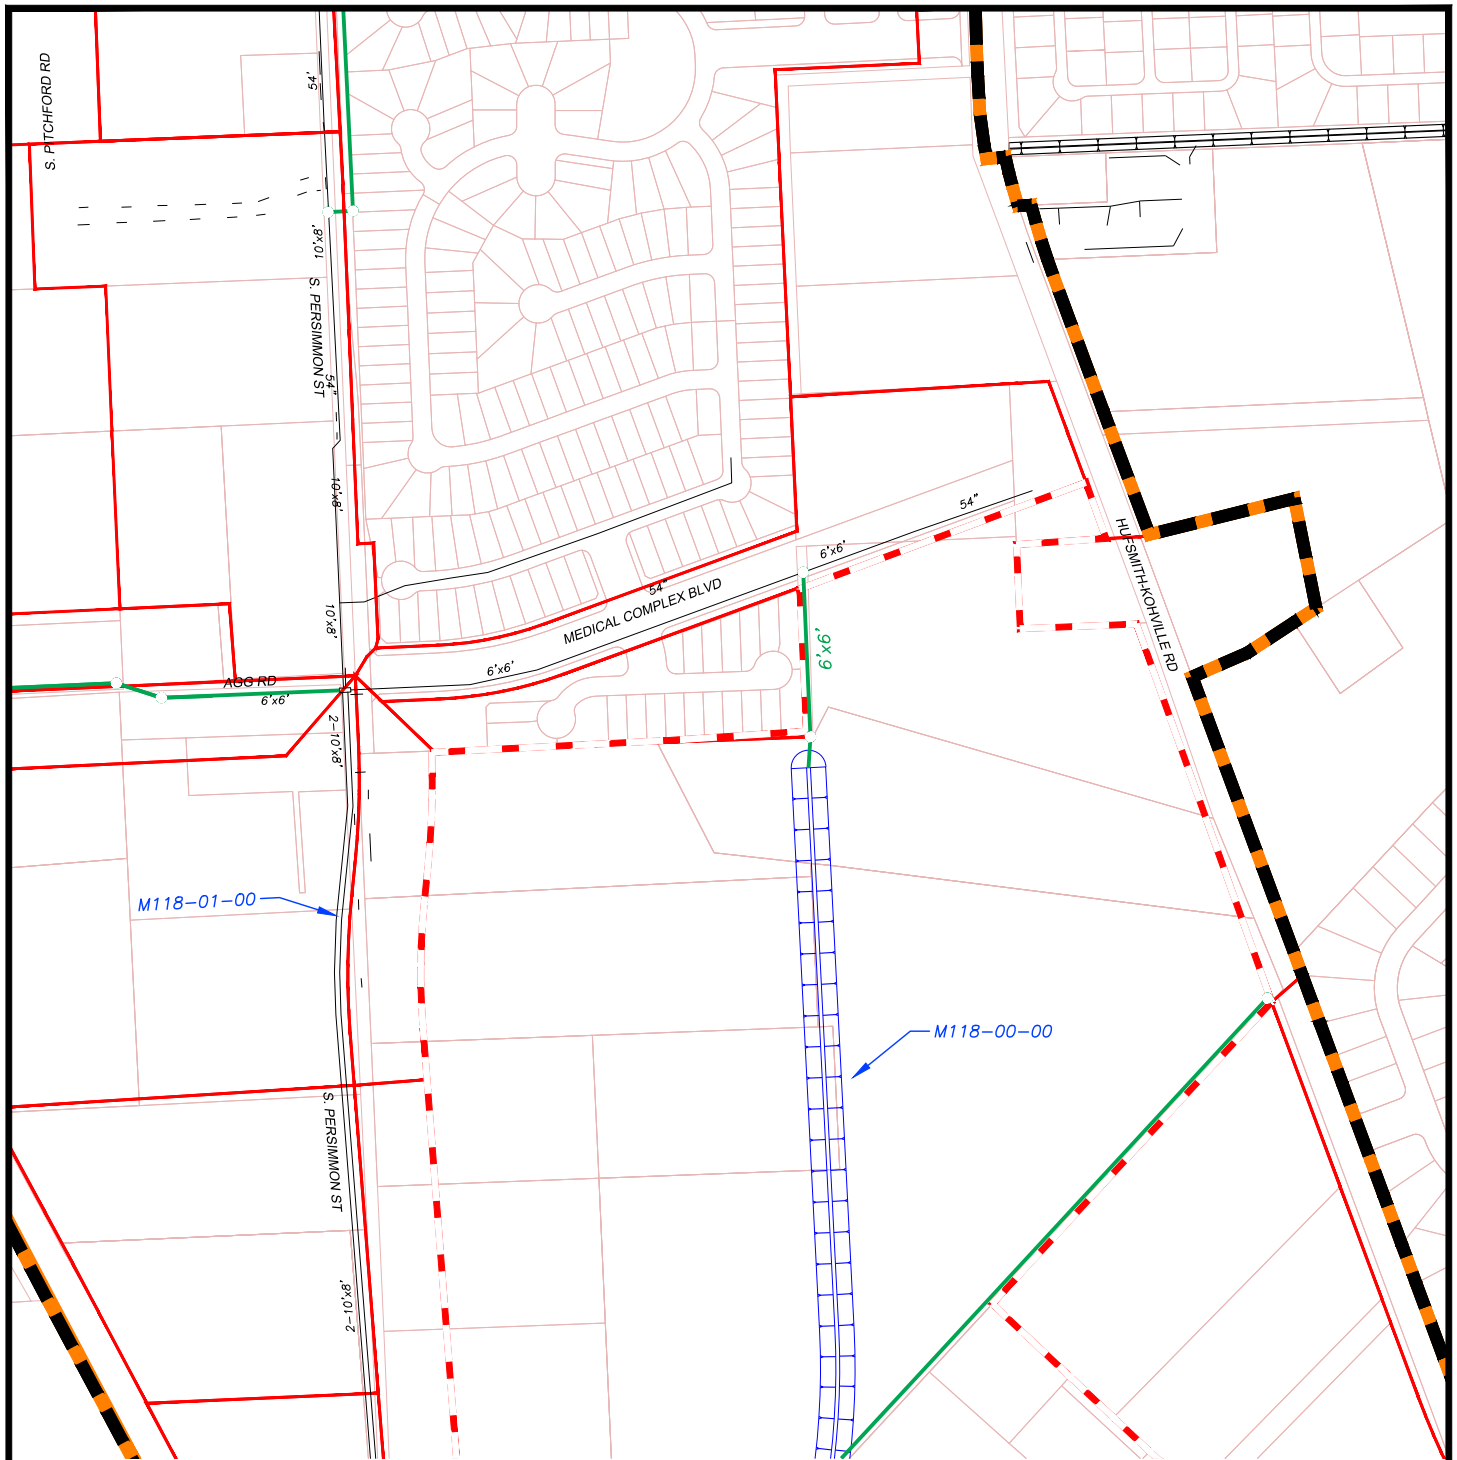 S. PITCHFORD RD
54"
10'x8'
S. PERSIMMON ST
54"
10'x8'
54"
6'x6'
54"
MEDICAL COMPLEX BLVD
HUFSMITH-KOHVILLE RD
10'x8'
6'x6'
6'x6'
AGG RD
6'x6'
2-10'x8'
M118-01-00
M118-00-00
S. PERSIMMON ST
2-10'x8'